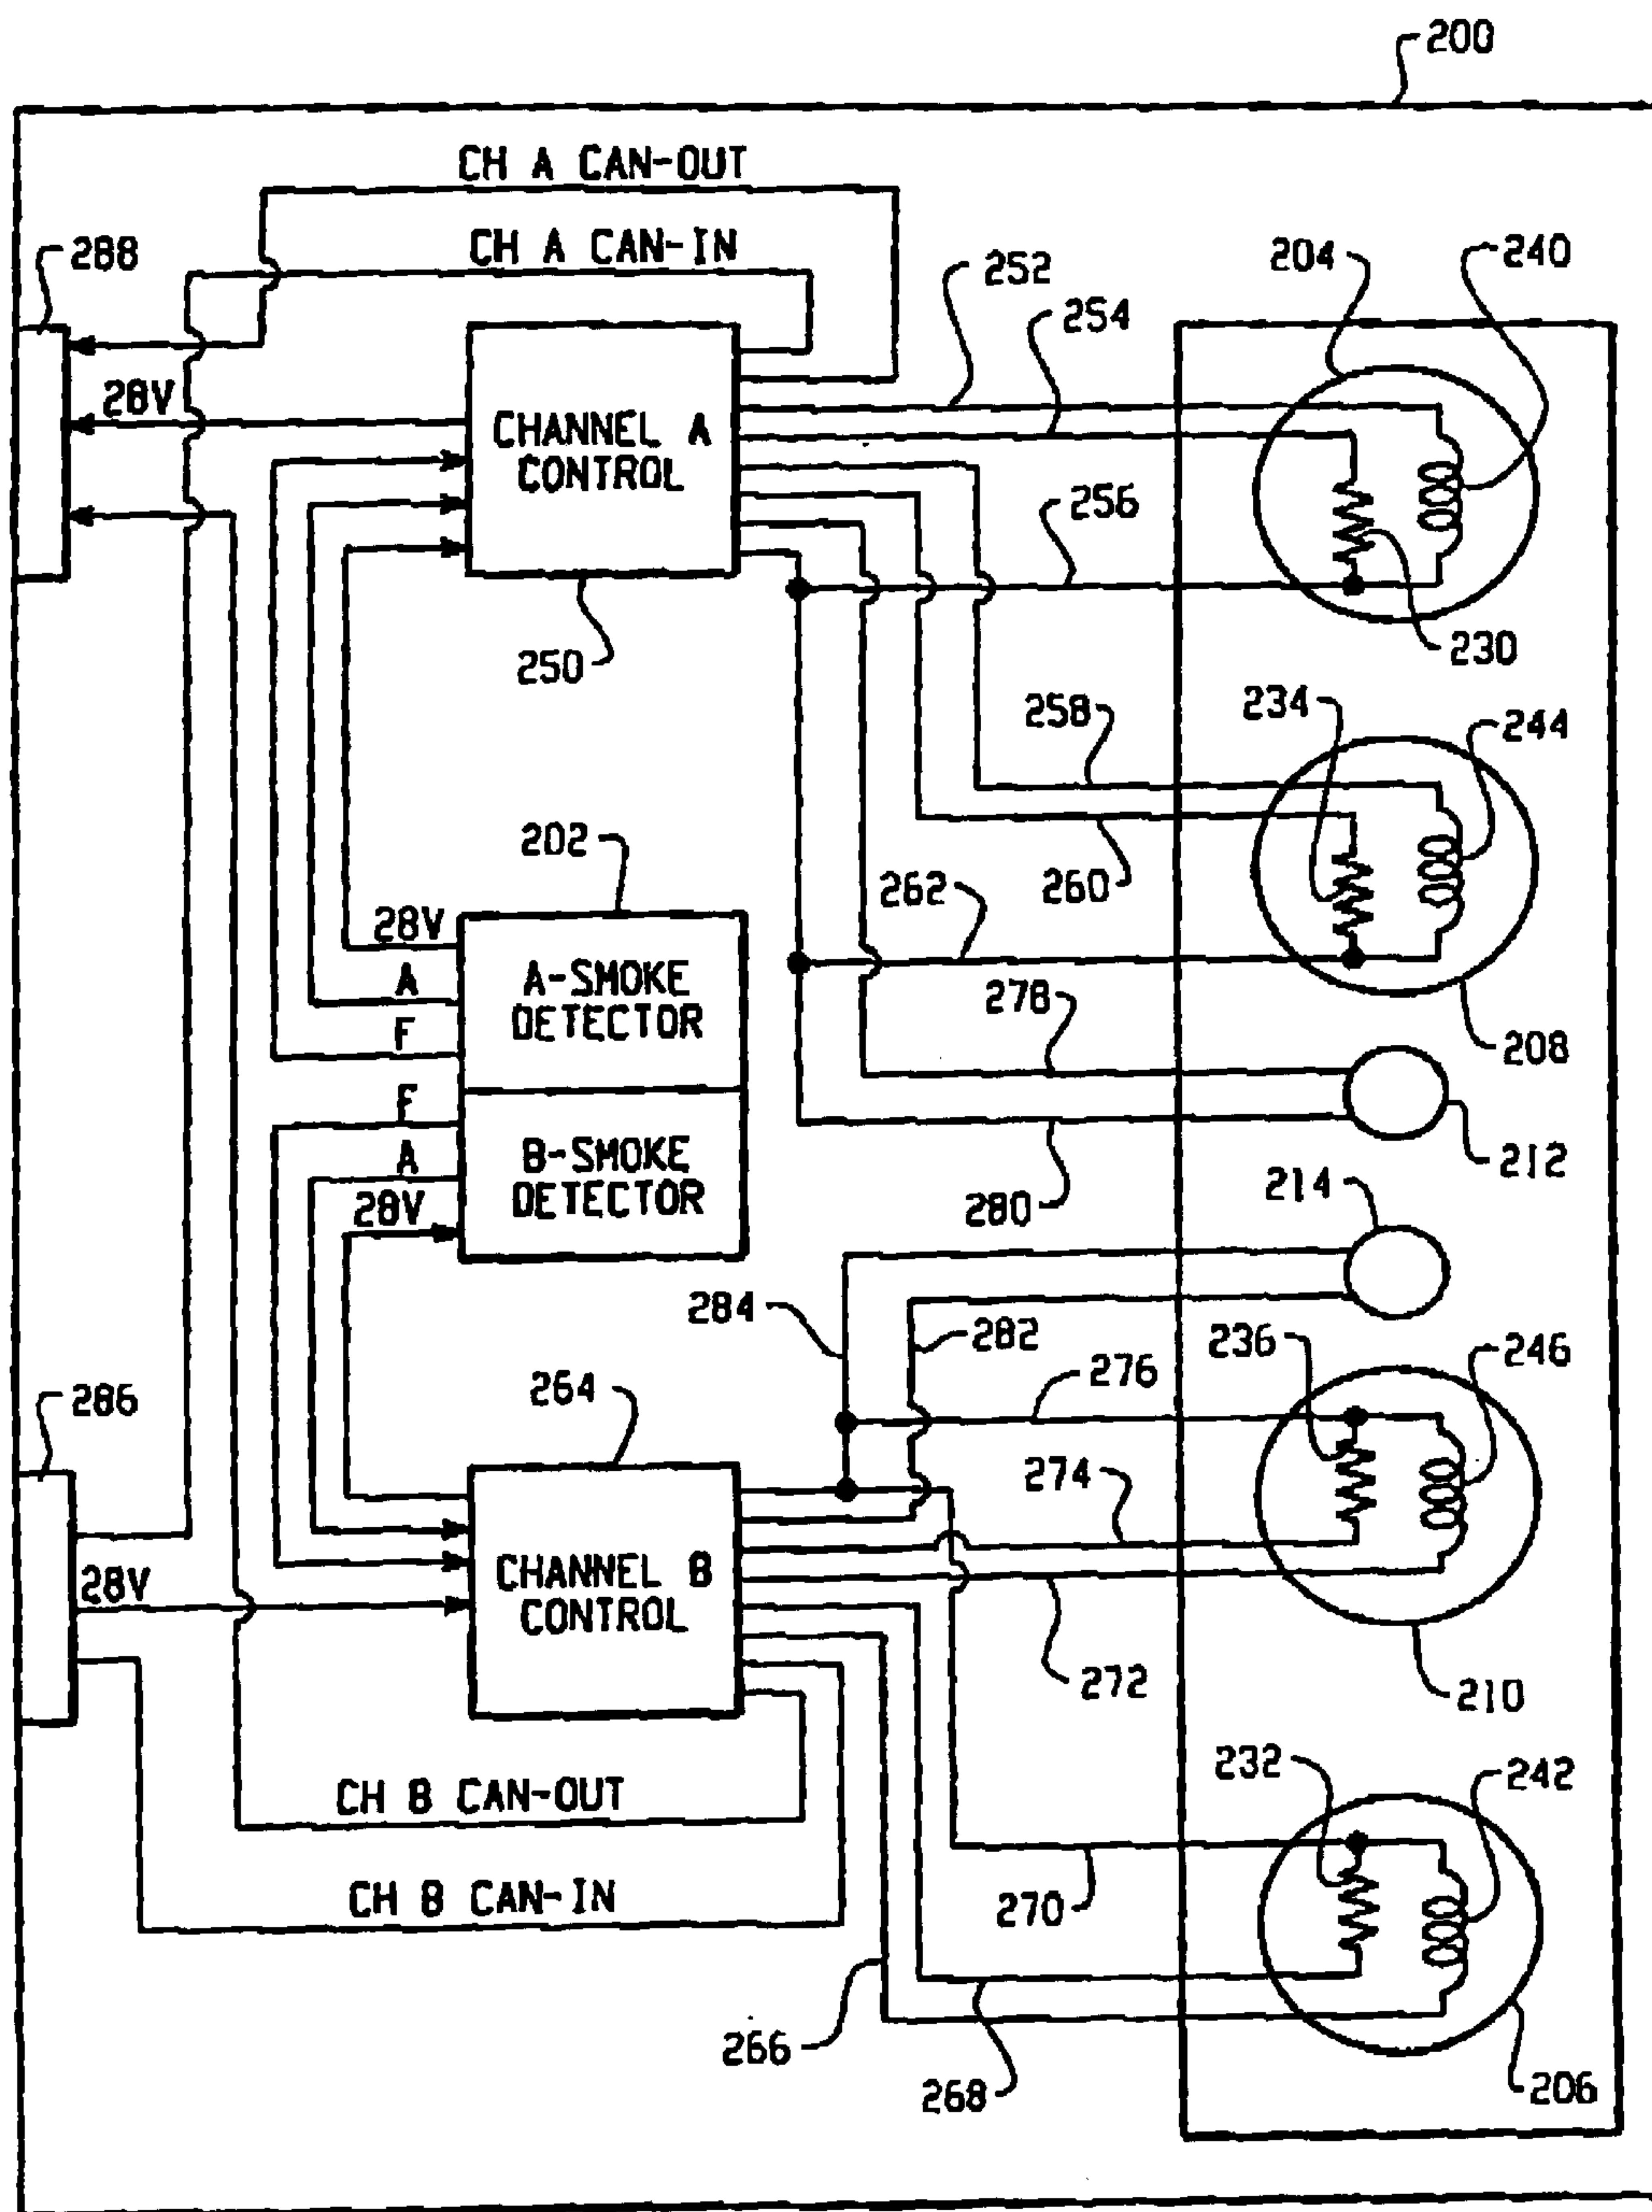 200
CH A CAN-OUT
CH A CAN-IN
288
252
204
240
254
28V
CHANNEL A
CONTROL
256
250
230
258
234
244
202
262
260
28V
A
A-SMOKE
DETECTOR
F
278
208
F
A
B-SMOKE
DETECTOR
28V
280
212
214
284
282
236
246
276
286
264
274
28V
CHANNEL B
CONTROL
272
210
232
242
CH B CAN-OUT
CH B CAN-IN
270
266
268
206